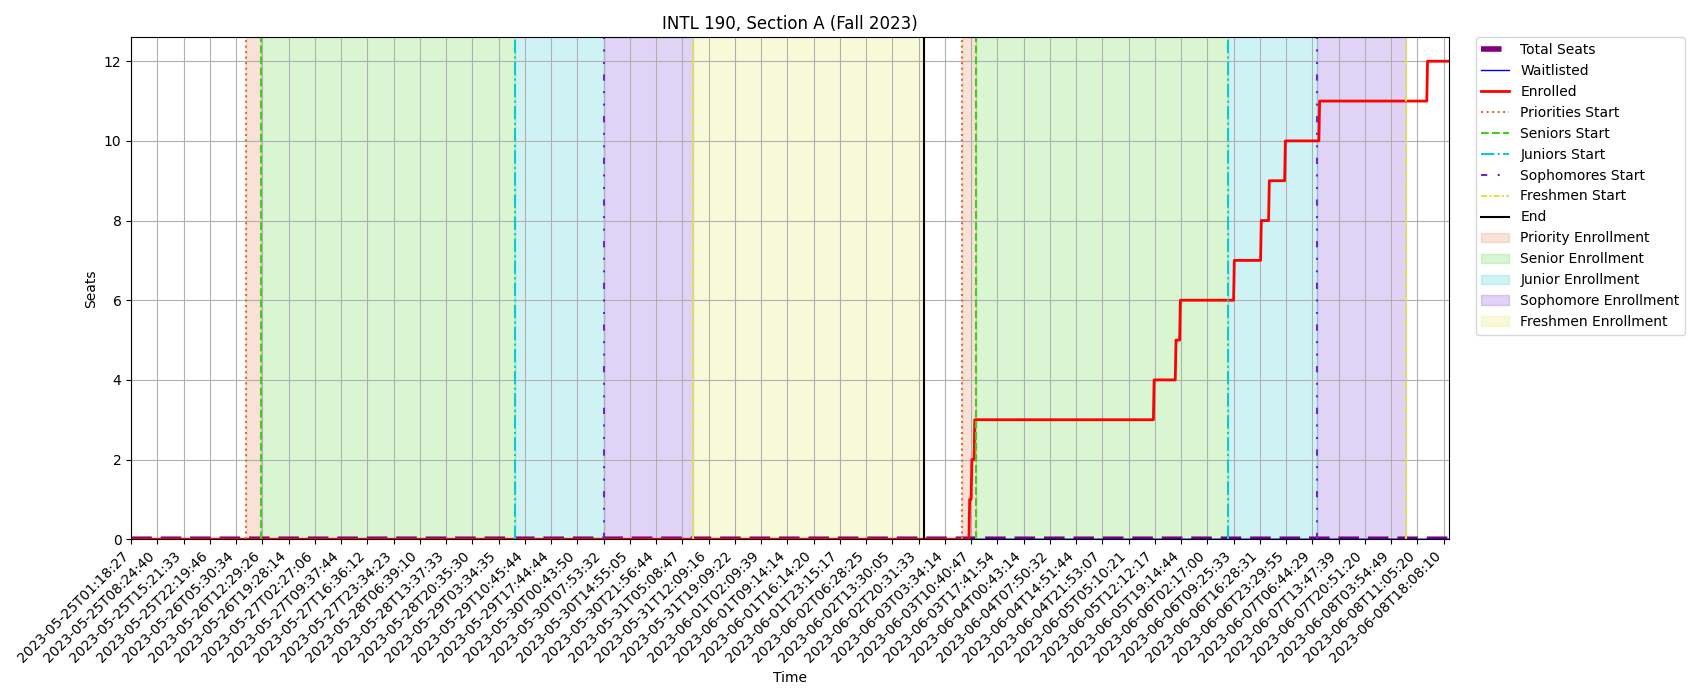 INTL 190, Section A (Fall 2023)
12
10
8
6
4
2
0
Seats
2023-05-25T01:18:27
2023-05-25T08:24:40
2023-05-25T15:21:33
2023-05-25T22:19:46
2023-05-26T05:30:34
2023-05-26T12:29:26
2023-05-26T19:28:14
2023-05-27T02:27:06
2023-05-27T09:37:44
2023-05-27T16:36:12
2023-05-27T23:34:23
2023-05-28T06:39:10
2023-05-28T13:37:33
2023-05-28T20:35:30
2023-05-29T03:34:35
2023-05-29T10:45:44
2023-05-29T17:44:44
2023-05-30T00:43:50
2023-05-30T07:53:32
2023-05-30T14:55:05
2023-05-30T21:56:44
2023-05-31T05:08:47
2023-05-31T12:09:16
2023-05-31T19:09:22
2023-06-01T02:09:39
2023-06-01T09:14:14
2023-06-01T16:14:20
2023-06-01T23:15:17
2023-06-02T06:28:25
2023-06-02T13:30:05
2023-06-02T20:31:33
2023-06-03T03:34:14
2023-06-03T10:40:47
2023-06-03T17:41:54
2023-06-04T00:43:14
2023-06-04T07:50:32
2023-06-04T14:51:44
2023-06-04T21:53:07
2023-06-05T05:10:21
2023-06-05T12:12:17
2023-06-05T19:14:44
2023-06-06T02:17:00
2023-06-06T09:25:33
2023-06-06T16:28:31
2023-06-06T23:29:55
2023-06-07T06:44:29
2023-06-07T13:47:39
2023-06-07T20:51:20
2023-06-08T03:54:49
2023-06-08T11:05:20
2023-06-08T18:08:10
Time
Total Seats
Waitlisted
Enrolled
Priorities Start
Seniors Start
Juniors Start
Sophomores Start
Freshmen Start
End
Priority Enrollment
Senior Enrollment
Junior Enrollment
Sophomore Enrollment
Freshmen Enrollment